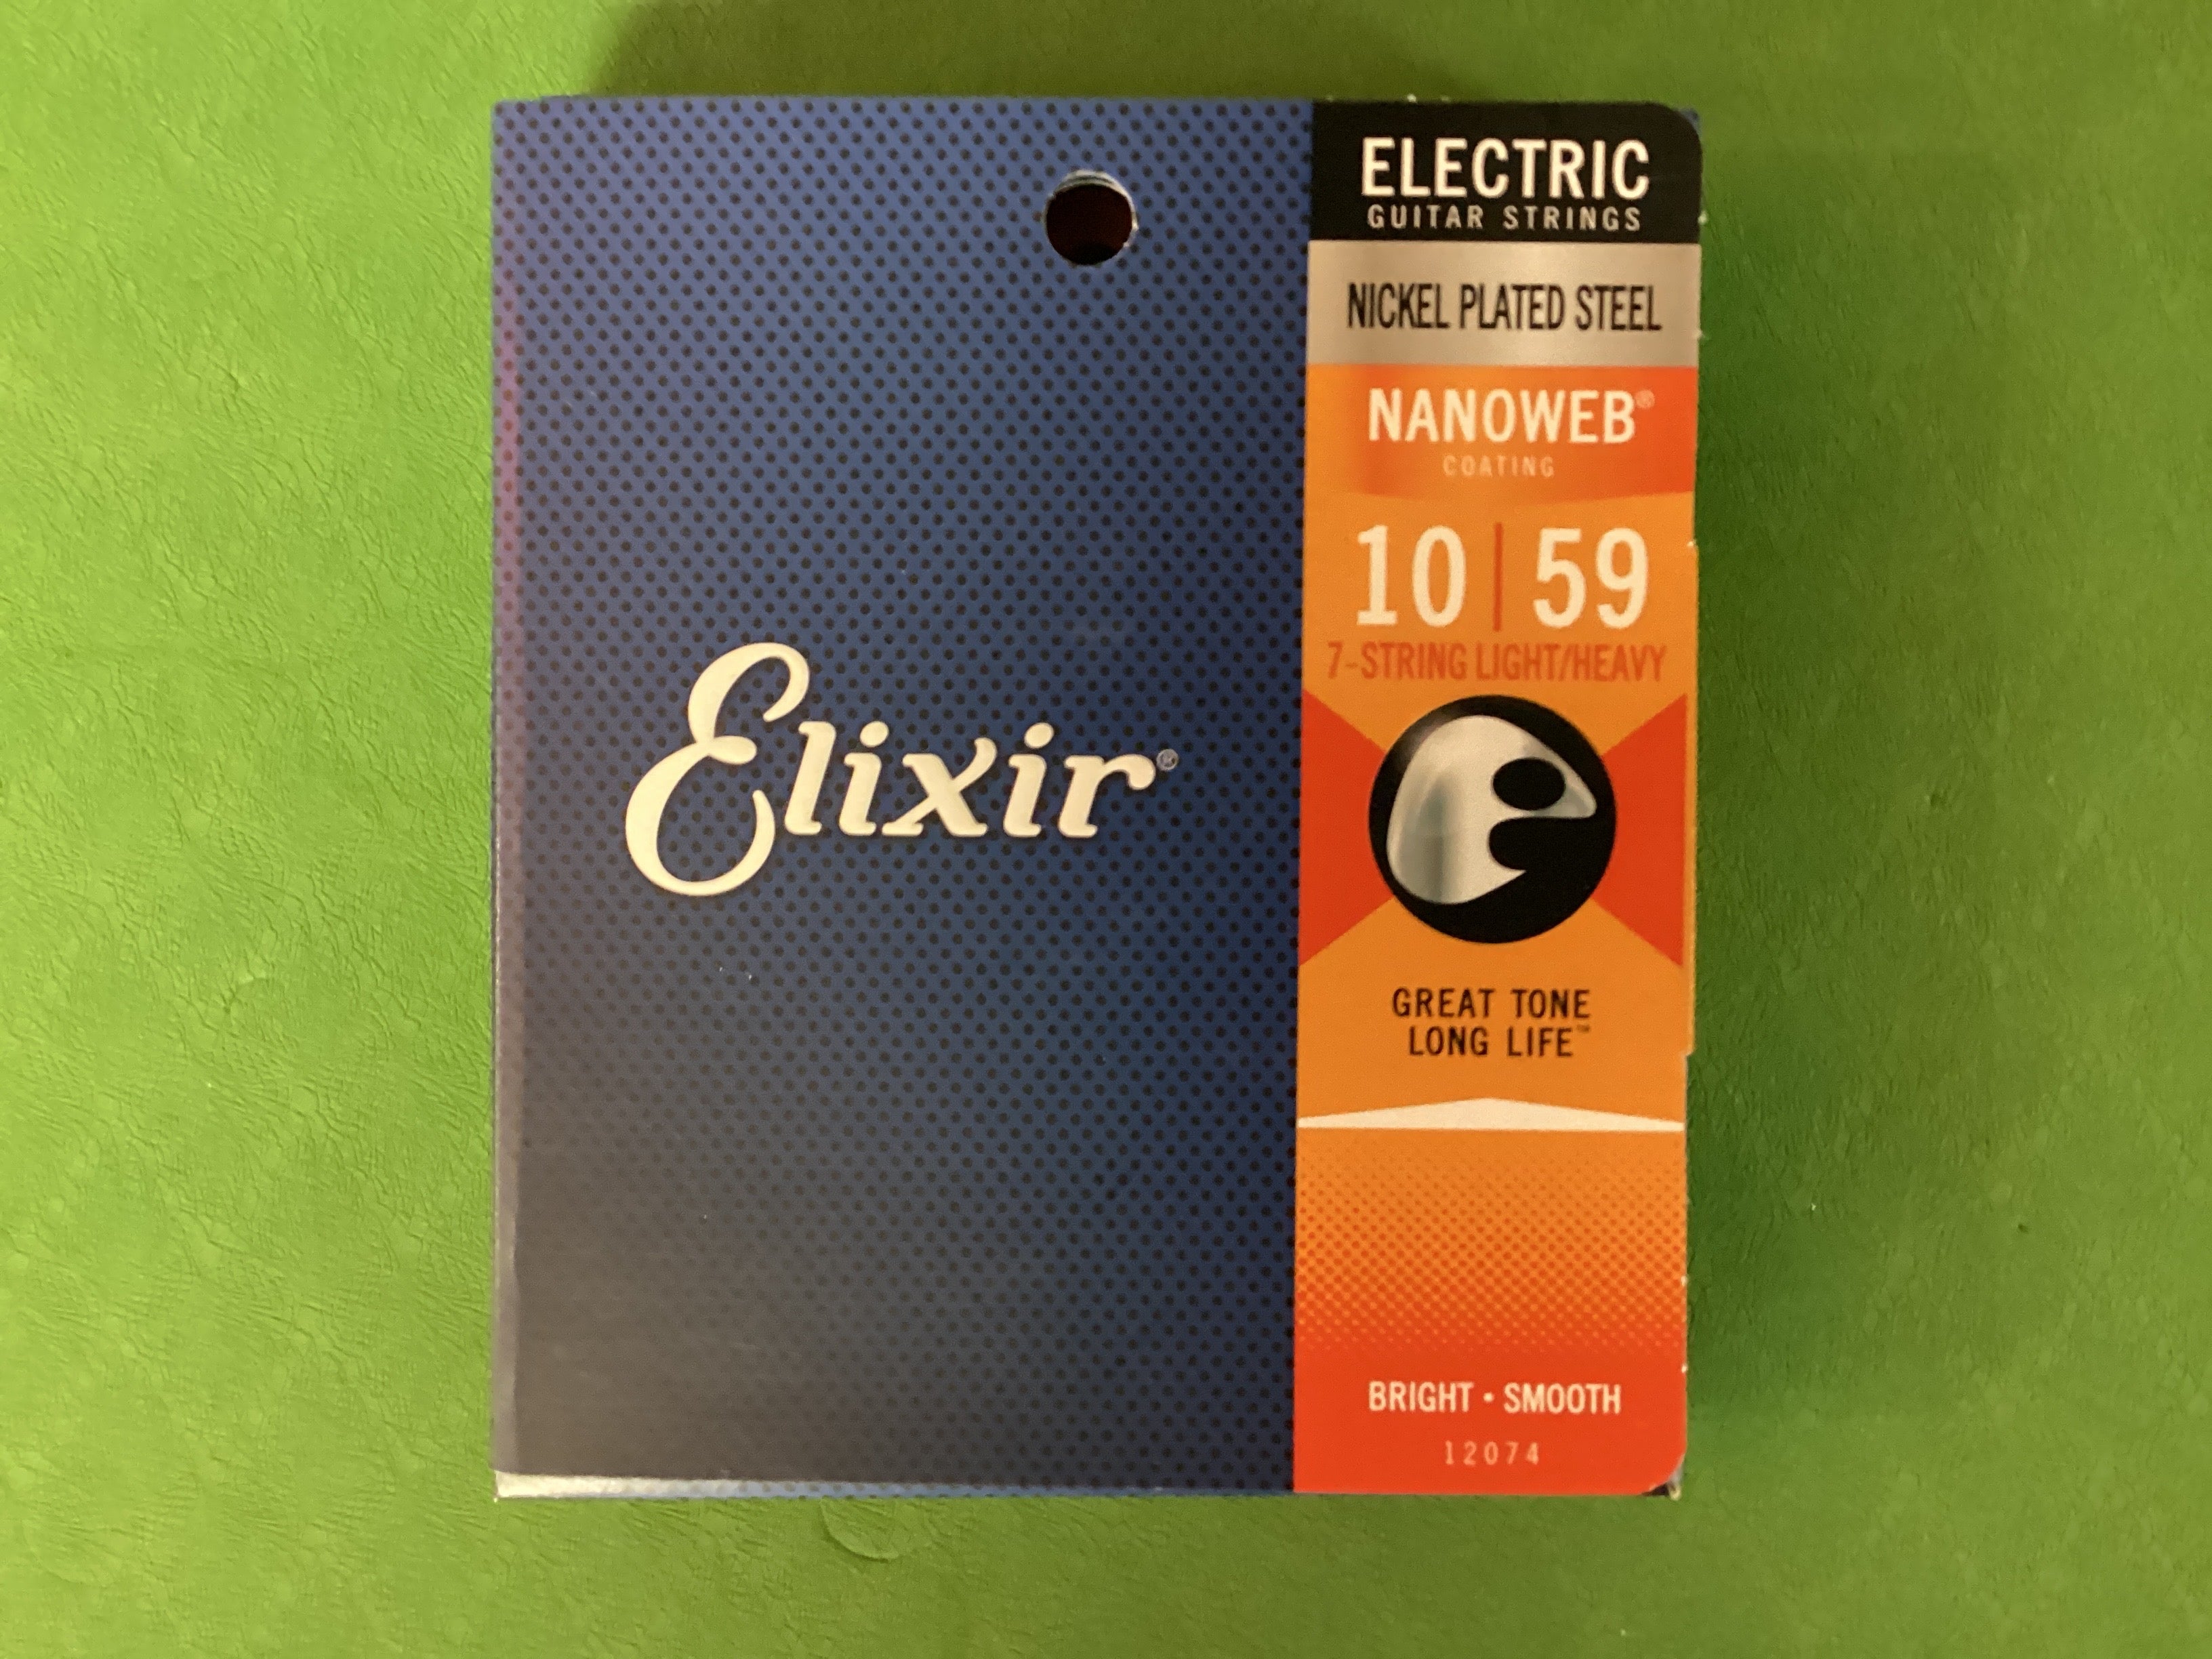 Elixir®
ELECTRIC
GUITAR STRINGS
NICKEL PLATED STEEL
NANOWEB®
COATING
10 | 59
7-STRING LIGHT/HEAVY
GREAT TONE
LONG LIFE™
BRIGHT • SMOOTH
12074